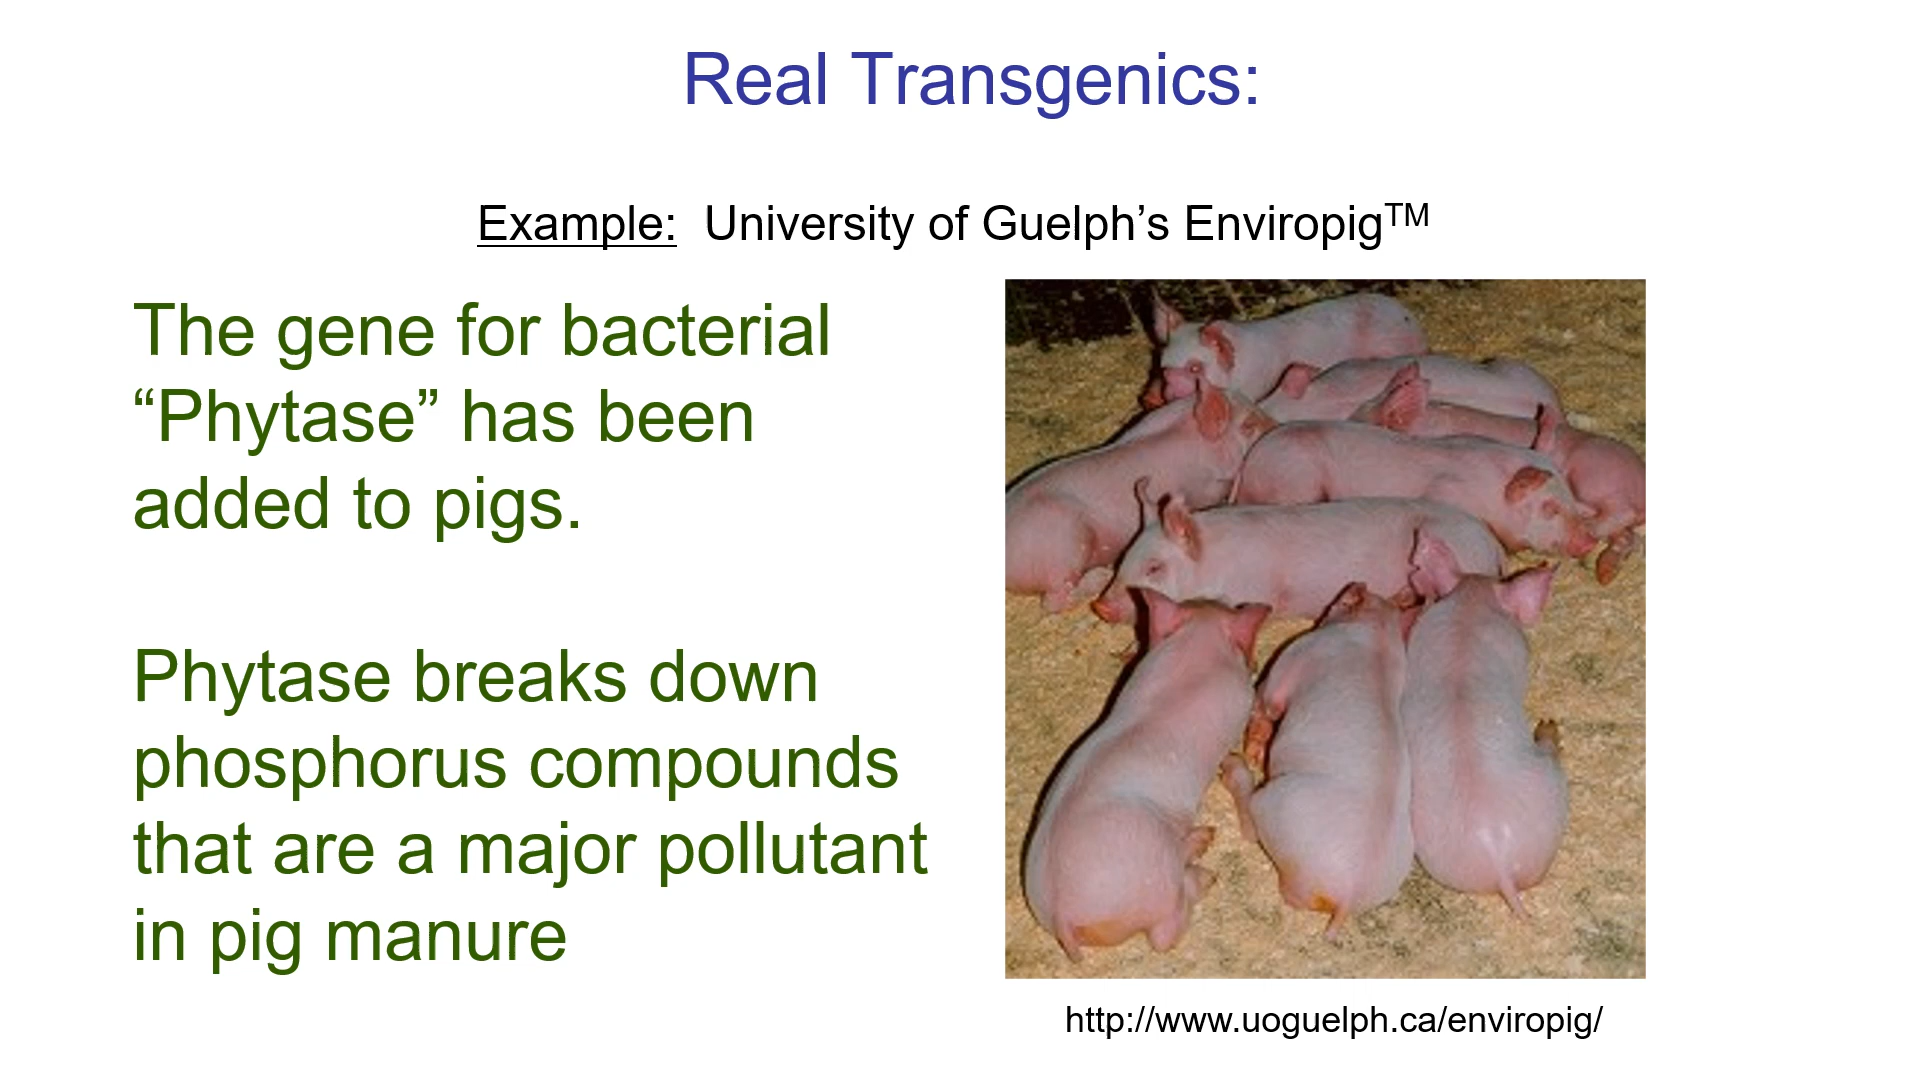 Real Transgenics:
Example: University of Guelph’s Enviropig™
The gene for bacterial
“Phytase” has been
added to pigs.
Phytase breaks down
phosphorus compounds
that are a major pollutant
in pig manure
http://www.uoguelph.ca/enviropig/